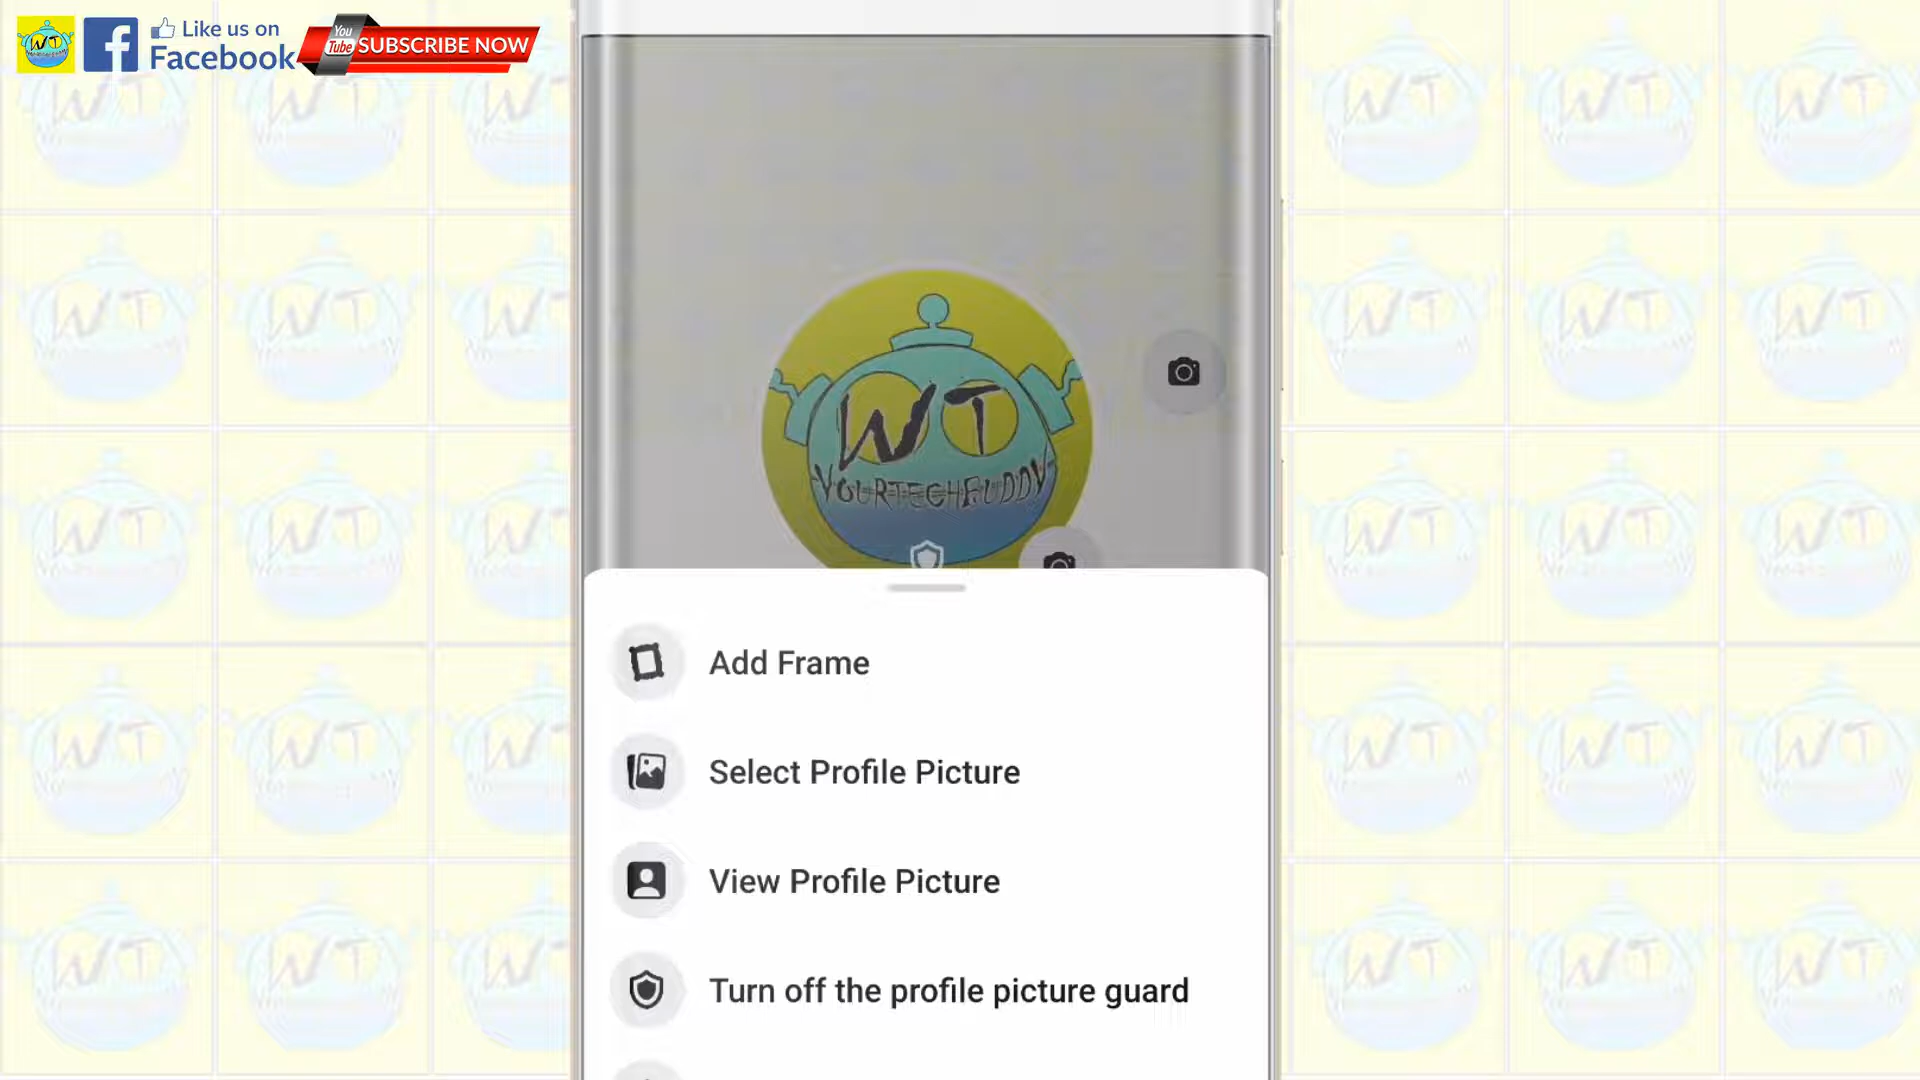 WT
Like us on
Facebook
You
Tube
SUBSCRIBE NOW
WT
YOURTECHBUDDY
Add Frame
Select Profile Picture
View Profile Picture
Turn off the profile picture guard